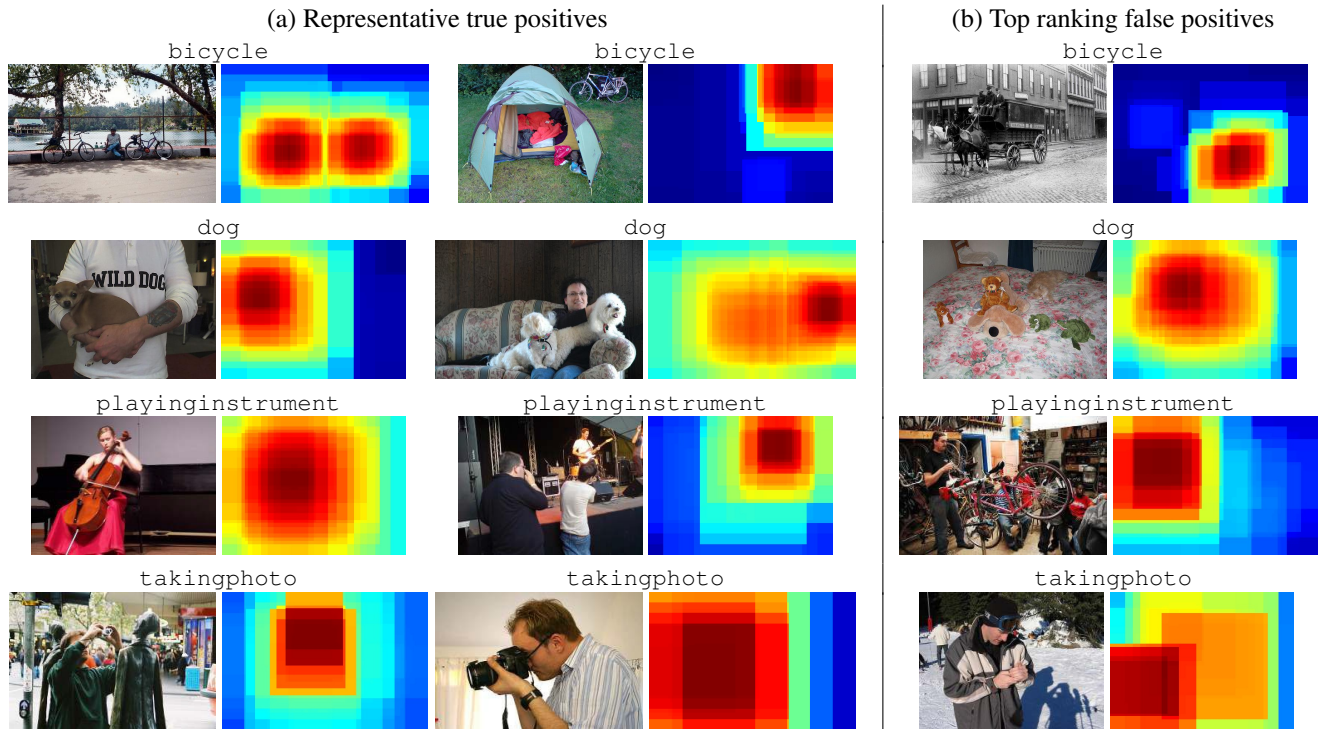 (a) Representative true positives
(b) Top ranking false positives
bicycle
bicycle
bicycle
dog
dog
dog
WILD DOG
playinginstrument
playinginstrument
playinginstrument
takingphoto
takingphoto
takingphoto